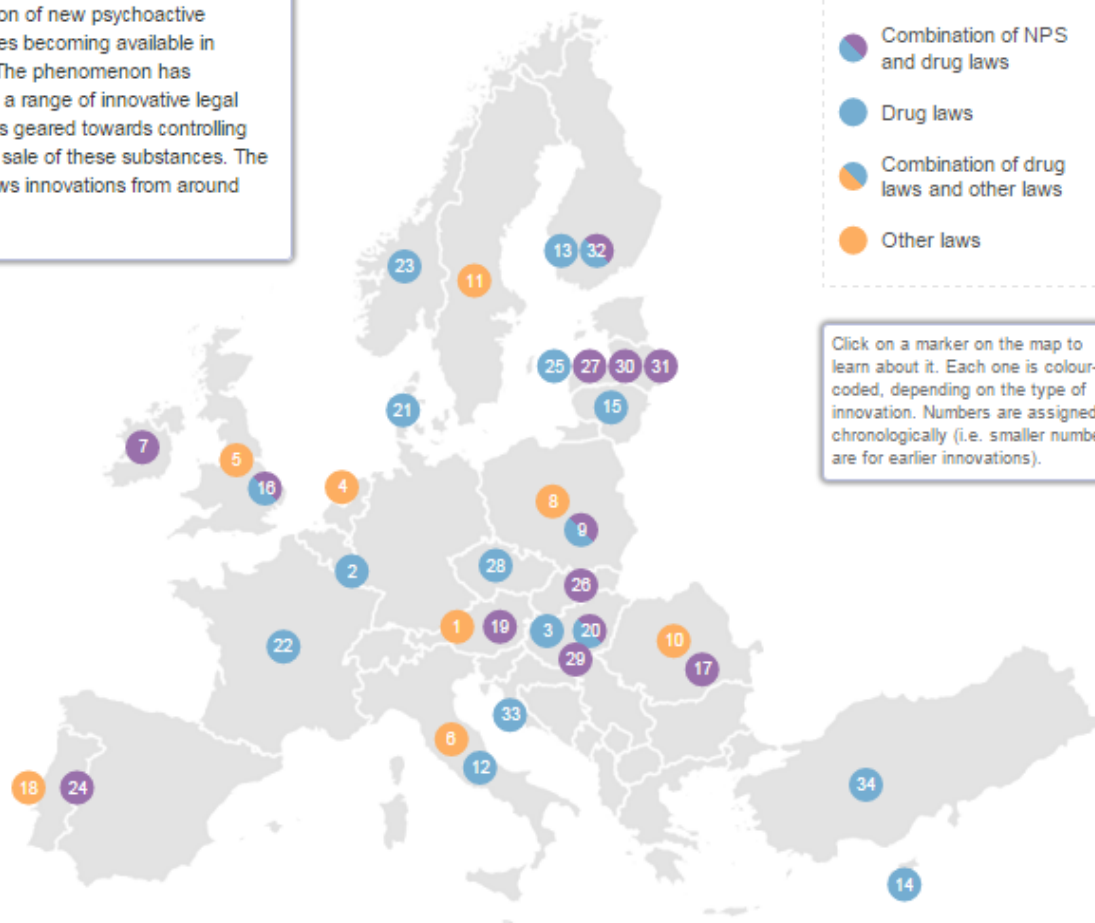 on of new psychoactive
es becoming available in
The phenomenon has
a range of innovative legal
s geared towards controlling
sale of these substances. The
ws innovations from around
Combination of NPS
and drug laws
Drug laws
Combination of drug
laws and other laws
Other laws
Click on a marker on the map to
learn about it. Each one is colour-
coded, depending on the type of
innovation. Numbers are assigned
chronologically (i.e. smaller numbe
are for earlier innovations).
13 32
23
11
25 27 30 31
15
21
7
5
16
4
8
9
2
28
26
1 19 3 20
29
10
17
22
33
6
12
18 24
34
14